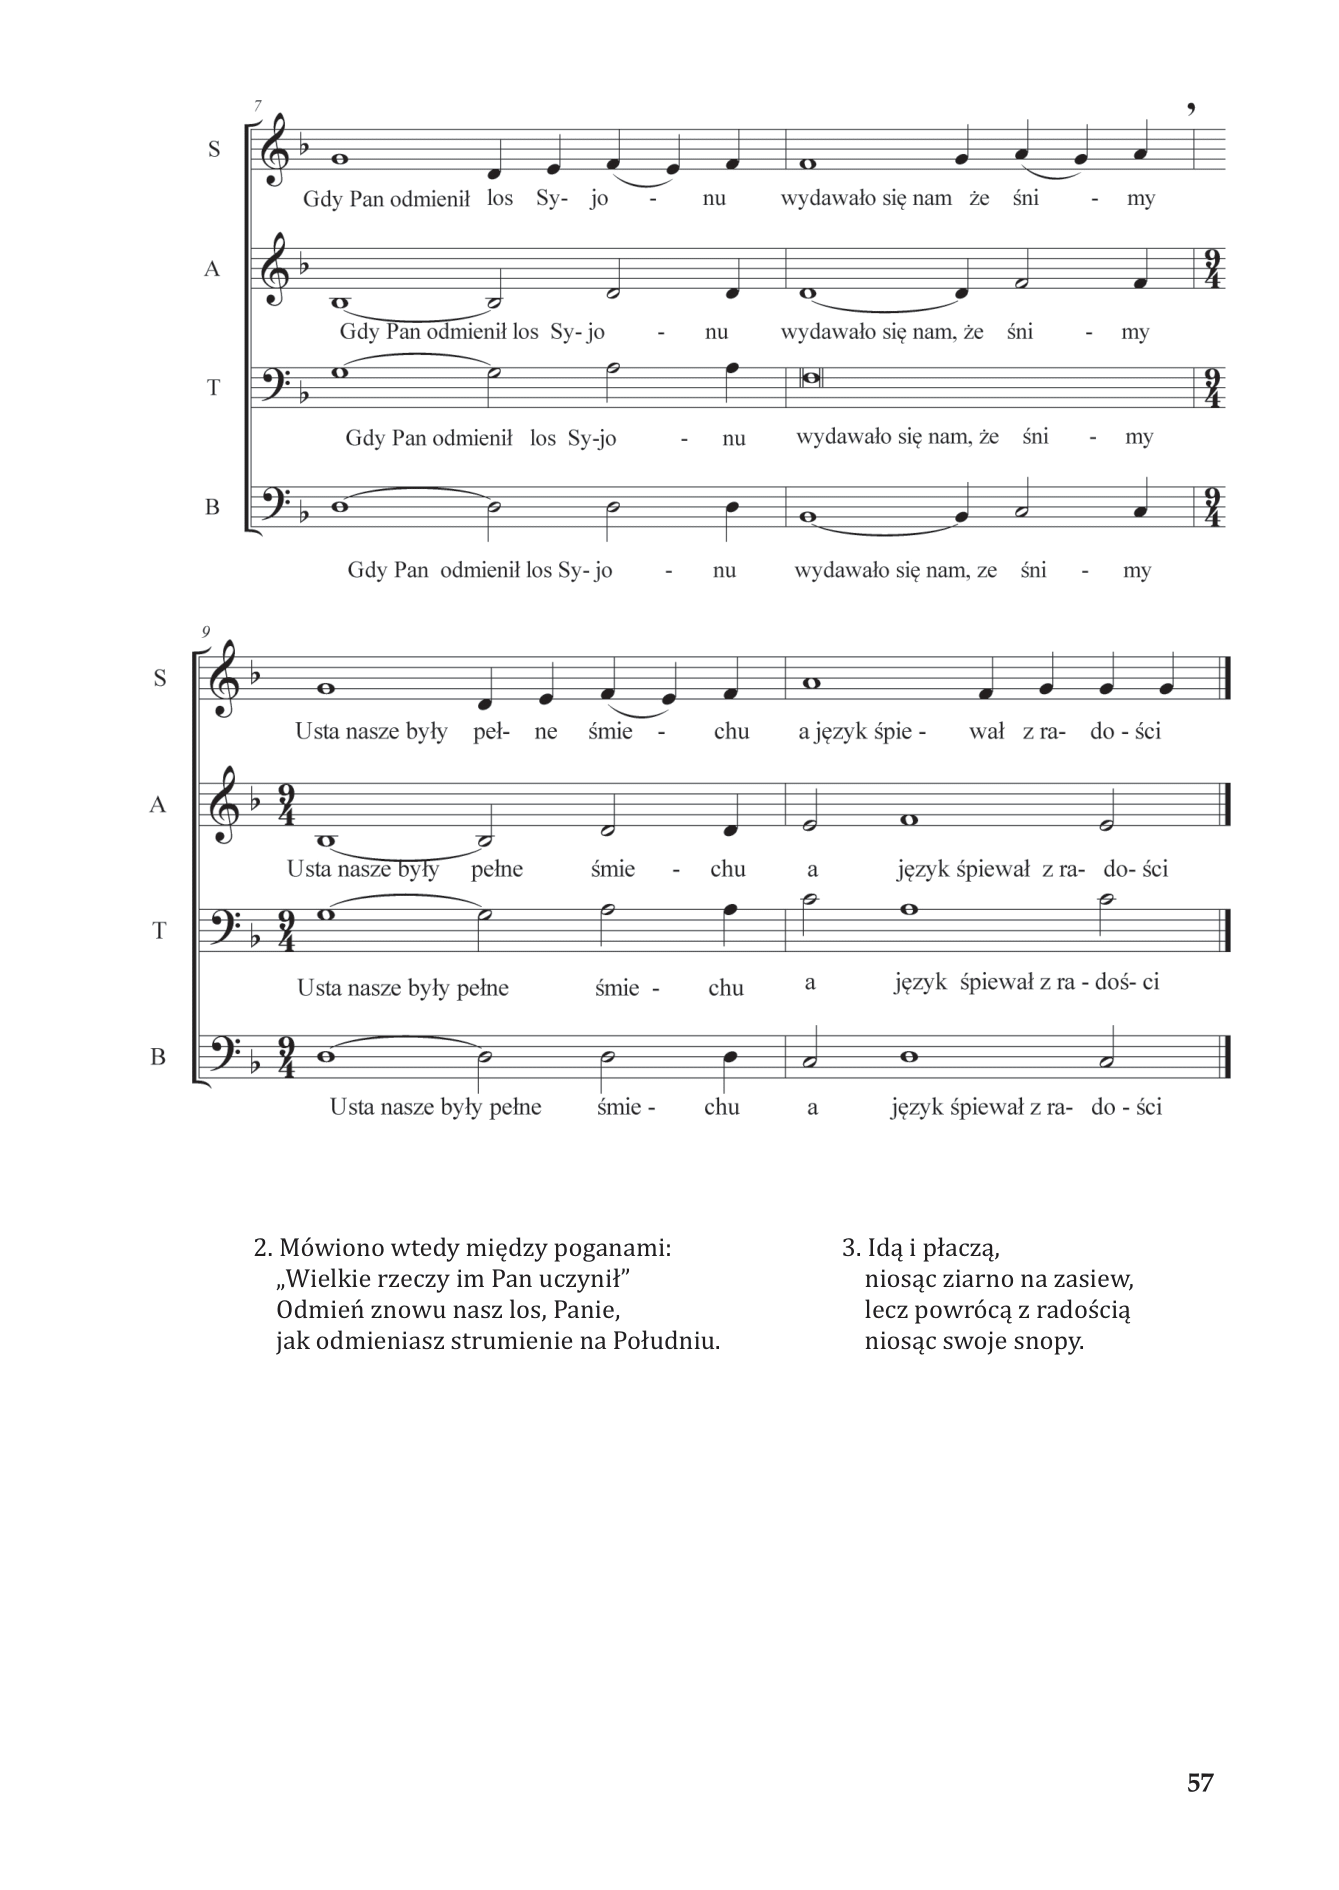 7
S
Gdy Pan odmienił los Sy- jo - nu wydawało się nam że śni - my
A
9
4
Gdy Pan odmienił los Sy- jo - nu wydawało się nam, że śni - my
T
9
4
Gdy Pan odmienił los Sy-jo - nu wydawało się nam, że śni - my
B
9
4
Gdy Pan odmienił los Sy- jo - nu wydawało się nam, ze śni - my
9
S
Usta nasze były peł- ne śmie - chu a język śpie - wał z ra- do - ści
A
9
4
Usta nasze były pełne śmie - chu a język śpiewał z ra- do- ści
T
9
4
Usta nasze były pełne śmie - chu a język śpiewał z ra - doś- ci
B
9
4
Usta nasze były pełne śmie - chu a język śpiewał z ra- do - ści
2. Mówiono wtedy między poganami:
„Wielkie rzeczy im Pan uczynił”
Odmień znowu nasz los, Panie,
jak odmieniasz strumienie na Południu.
3. Idą i płaczą,
niosąc ziarno na zasiew,
lecz powrócą z radością
niosąc swoje snopy.
57